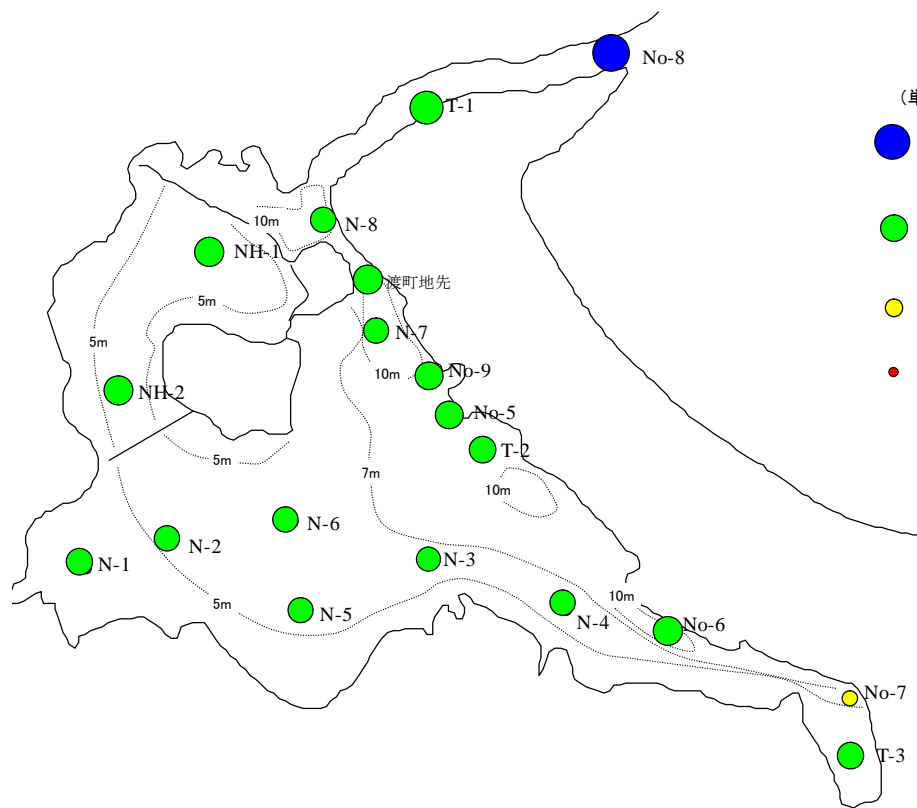 No-8
（単
T-1
10m
N-8
NH-1
渡町地先
5m
N-7
5m
10m
No-9
NH-2
No-5
5m
7m
T-2
10m
N-6
N-2
N-3
N-1
10m
5m
N-5
N-4
No-6
No-7
T-3